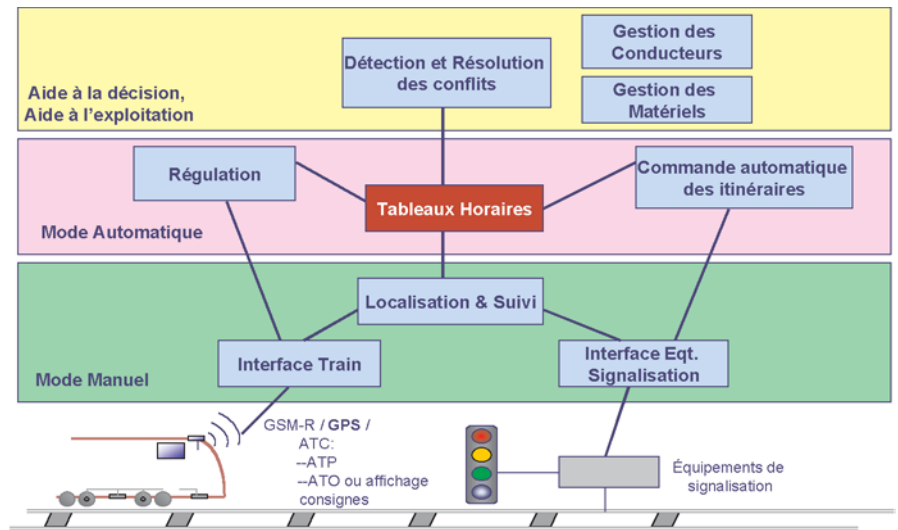 Gestion des
Conducteurs
Détection et Résolution
des conflits
Gestion des
Matériels
Aide à la décision,
Aide à l'exploitation
Régulation
Commande automatique
des itinéraires
Tableaux Horaires
Mode Automatique
Localisation & Suivi
Interface Train
Interface Eqt.
Signalisation
Mode Manuel
GSM-R / GPS /
ATC:
--ATP
--ATO ou affichage
consignes
Équipements de
signalisation